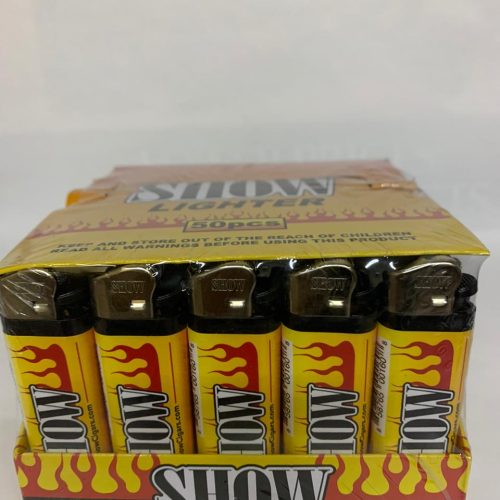 SHOW
LIGHTER
50pcs
KEEP AND STORE OUT OF THE REACH OF CHILDREN
READ ALL WARNINGS BEFORE USING THIS PRODUCT
SHOW
SHOW
SHOW
SHOW
SHOW
SHOW
SHOW
SHOW
SHOW
SHOW